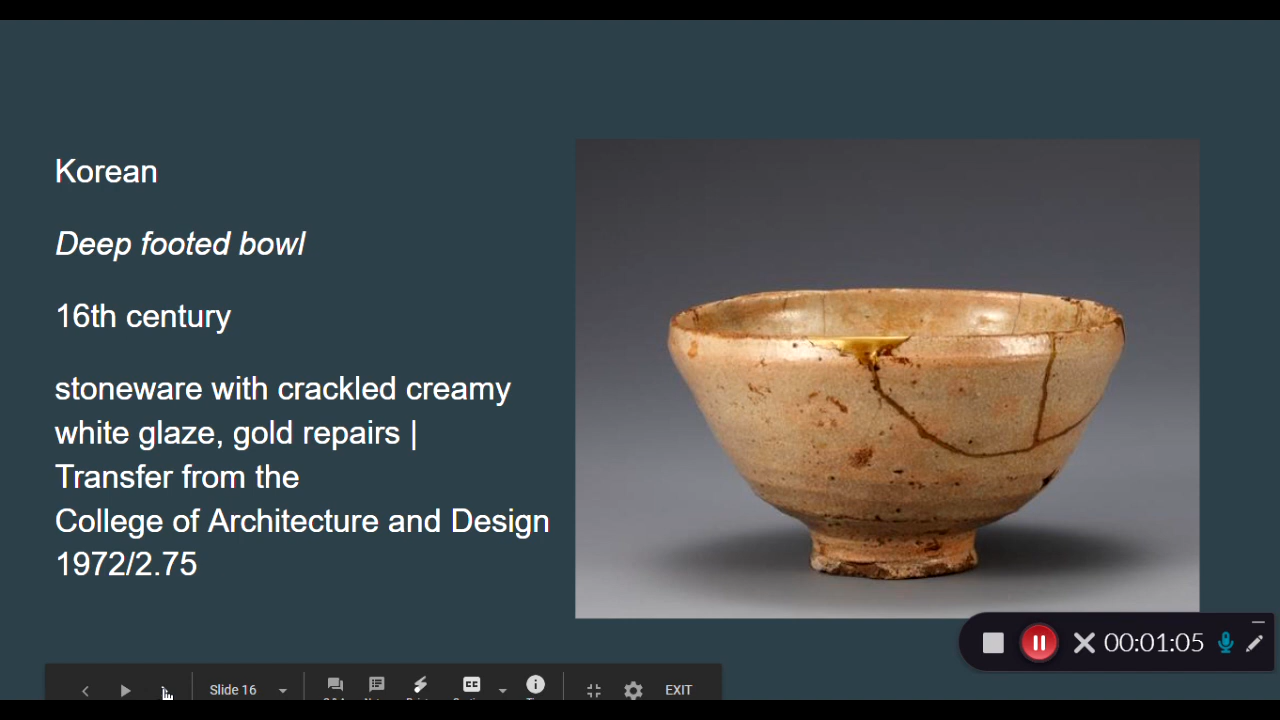 Korean
Deep footed bowl
16th century
stoneware with crackled creamy
white glaze, gold repairs |
Transfer from the
College of Architecture and Design
1972/2.75
00:01:05
Slide 16
EXIT